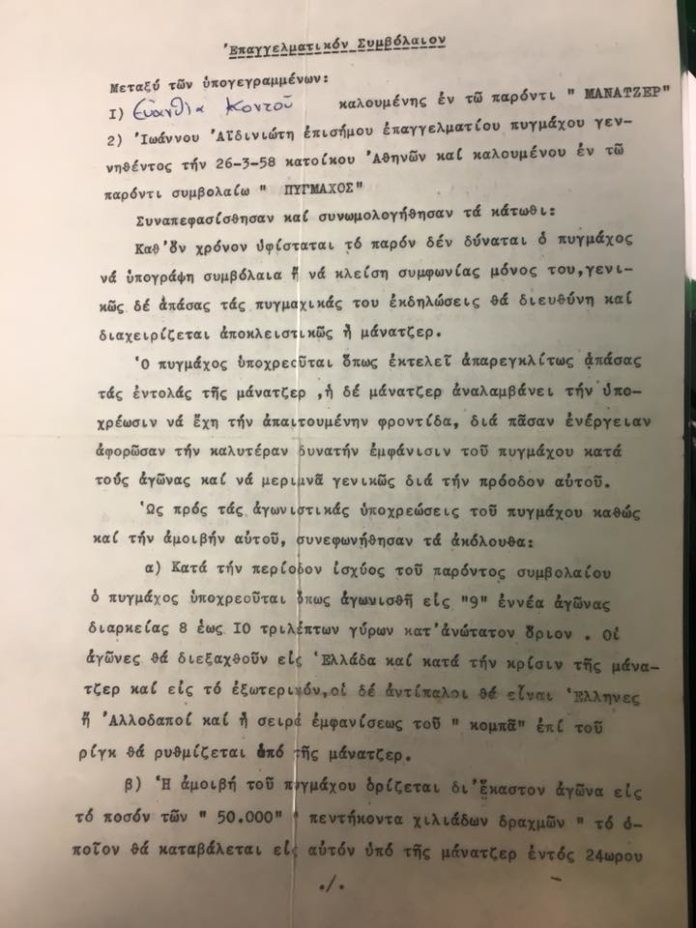 Ἐπαγγελματικόν Συμβόλαιον
Μεταξύ τῶν ὑπογεγραμμένων:
Ι) Εὐανθία Κοντοῦ καλουμένης ἐν τῶ παρόντι " ΜΑΝΑΤΖΕΡ"
2) Ἰωάννου Ἀϊδινιώτη ἐπισήμου ἐπαγγελματίου πυγμάχου γεν-
νηθέντος τήν 26-3-58 κατοίκου Ἀθηνῶν καί καλουμένου ἐν τῶ
παρόντι συμβολαίω " ΠΥΓΜΑΧΟΣ"
Συναπεφασίσθησαν καί συνωμολογήθησαν τά κάτωθι:
Καθ'ὅν χρόνον ὑφίσταται τό παρόν δέν δύναται ὁ πυγμάχος
νά ὑπογράψη συμβόλαια ἤ νά κλείση συμφωνίας μόνος του,γενι-
κῶς δέ ἁπάσας τάς πυγμαχικάς του ἐκδηλώσεις θά διευθύνη καί
διαχειρίζεται ἀποκλειστικῶς ἡ μάνατζερ.
Ὁ πυγμάχος ὑποχρεοῦται ὅπως ἐκτελεῖ ἀπαρεγκλίτως ἁπάσας
τάς ἐντολάς τῆς μάνατζερ ,ἡ δέ μάνατζερ ἀναλαμβάνει τήν ὑπο-
χρέωσιν νά ἔχη τήν ἀπαιτουμένην φροντίδα, διά πᾶσαν ἐνέργειαν
ἀφορῶσαν τήν καλυτέραν δυνατήν ἐμφάνισιν τοῦ πυγμάχου κατά
τούς ἀγῶνας καί νά μεριμνᾶ γενικῶς διά τήν πρόοδον αὐτοῦ.
Ὡς πρός τάς ἀγωνιστικάς ὑποχρεώσεις τοῦ πυγμάχου καθώς
καί τήν ἀμοιβήν αὐτοῦ, συνεφωνήθησαν τά ἀκόλουθα:
α) Κατά τήν περίοδον ἰσχύος τοῦ παρόντος συμβολαίου
ὁ πυγμάχος ὑποχρεοῦται ὅπως ἀγωνισθῆ εἰς "9" ἐννέα ἀγῶνας
διαρκείας 8 ἕως ΙΟ τριλέπτων γύρων κατ'ἀνώτατον ὅριον . Οἱ
ἀγῶνες θά διεξαχθοῦν εἰς Ἑλλάδα καί κατά τήν κρίσιν τῆς μάνα-
τζερ καί εἰς τό ἐξωτερικόν,οἱ δέ ἀντίπαλοι θά εἶναι Ἕλληνες
ἤ Ἀλλοδαποί καί ἡ σειρά ἐμφανίσεως τοῦ " κομπᾶ" ἐπί τοῦ
ρίγκ θά ρυθμίζεται ὑπό τῆς μάνατζερ.
β) Ἡ ἀμοιβή τοῦ πυγμάχου ὁρίζεται δι'ἕκαστον ἀγῶνα εἰς
τό ποσόν τῶν " 50.000" " πεντήκοντα χιλιάδων δραχμῶν " τό ὁ-
ποῖον θά καταβάλεται εἰς αὐτόν ὑπό τῆς μάνατζερ ἐντός 24ωρου
./.